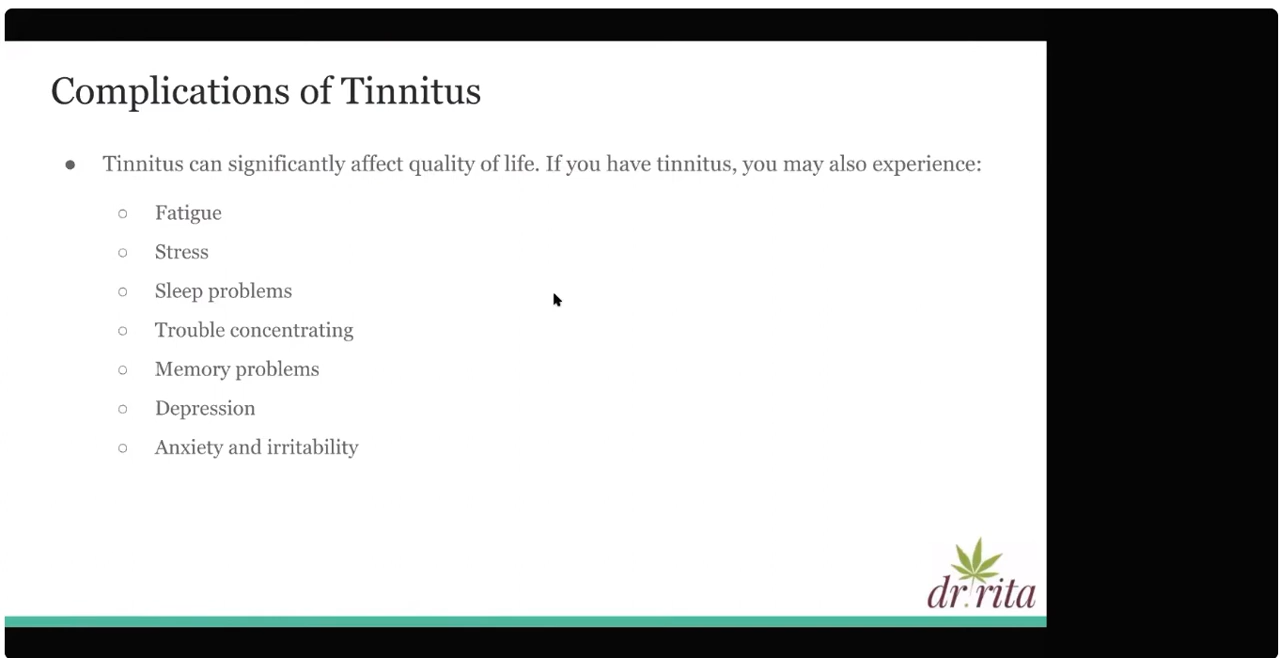 Complications of Tinnitus
● Tinnitus can significantly affect quality of life. If you have tinnitus, you may also experience:
○ Fatigue
○ Stress
○ Sleep problems
○ Trouble concentrating
○ Memory problems
○ Depression
○ Anxiety and irritability
dr.rita